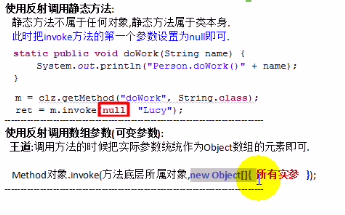 使用反射调用静态方法:
静态方法不属于任何对象,静态方法属于类本身.
此时把invoke方法的第一个参数设置为null即可.
static public void doWork(String name) {
System.out.println("Person.doWork()" + name);
}
m = clz.getMethod("doWork", String.class);
ret = m.invoke(null, "Lucy");
使用反射调用数组参数(可变参数):
王道:调用方法的时候把实际参数统统作为Object数组的元素即可.
Method对象.invoke(方法底层所属对象,new Object[]{ 所有实参 });